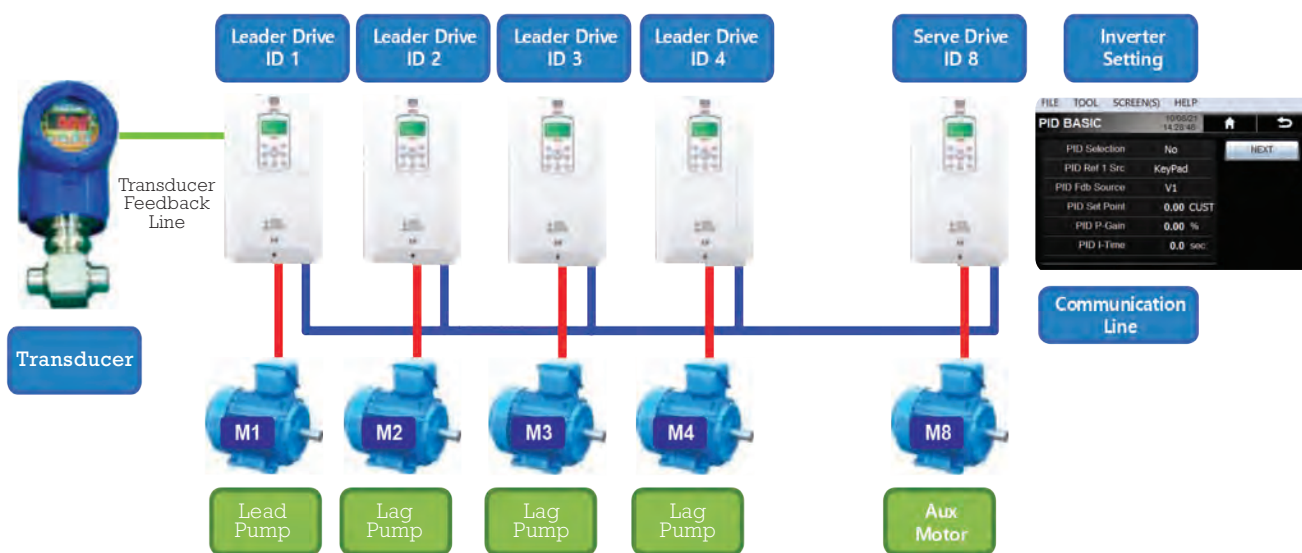 Leader Drive
ID 1
Leader Drive
ID 2
Leader Drive
ID 3
Leader Drive
ID 4
Serve Drive
ID 8
Inverter
Setting
FILE TOOL SCREEN(S) HELP
PID BASIC
PID Selection No
NEXT
PID Ref 1 Src KeyPad
PID Fdb Source V1
PID Set Point 0.00 CUST
PID P-Gain 0.00 %
PID I-Time 0.0 sec
Transducer
Feedback
Line
Communication
Line
Transducer
M1
M2
M3
M4
M8
Lead
Pump
Lag
Pump
Lag
Pump
Lag
Pump
Aux
Motor